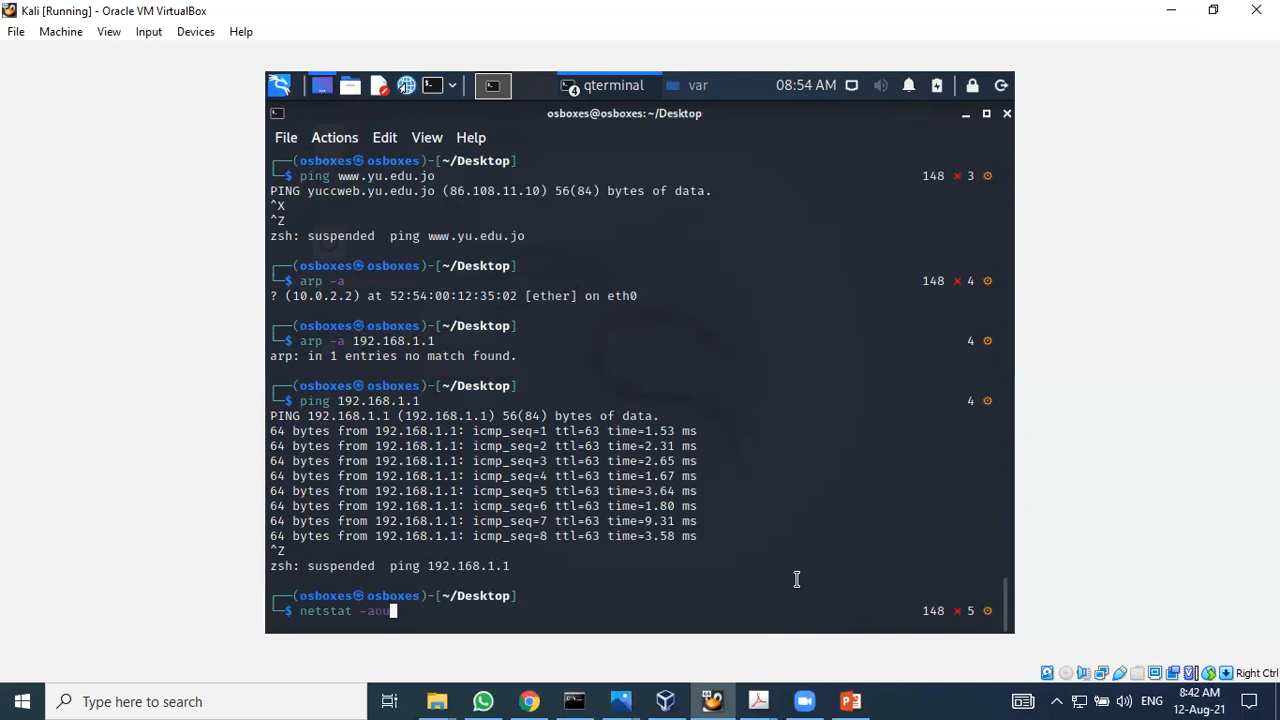 Kali [Running] - Oracle VM VirtualBox
File Machine View Input Devices Help
4 qterminal var 08:54 AM
osboxes@osboxes: ~/Desktop
File Actions Edit View Help
┌──(osboxes㉿osboxes)-[~/Desktop]
└─$ ping www.yu.edu.jo 148 ⨯ 3 ⚙
PING yuccweb.yu.edu.jo (86.108.11.10) 56(84) bytes of data.
^X
^Z
zsh: suspended  ping www.yu.edu.jo
┌──(osboxes㉿osboxes)-[~/Desktop]
└─$ arp -a 148 ⨯ 4 ⚙
? (10.0.2.2) at 52:54:00:12:35:02 [ether] on eth0
┌──(osboxes㉿osboxes)-[~/Desktop]
└─$ arp -a 192.168.1.1 4 ⚙
arp: in 1 entries no match found.
┌──(osboxes㉿osboxes)-[~/Desktop]
└─$ ping 192.168.1.1 4 ⚙
PING 192.168.1.1 (192.168.1.1) 56(84) bytes of data.
64 bytes from 192.168.1.1: icmp_seq=1 ttl=63 time=1.53 ms
64 bytes from 192.168.1.1: icmp_seq=2 ttl=63 time=2.31 ms
64 bytes from 192.168.1.1: icmp_seq=3 ttl=63 time=2.65 ms
64 bytes from 192.168.1.1: icmp_seq=4 ttl=63 time=1.67 ms
64 bytes from 192.168.1.1: icmp_seq=5 ttl=63 time=3.64 ms
64 bytes from 192.168.1.1: icmp_seq=6 ttl=63 time=1.80 ms
64 bytes from 192.168.1.1: icmp_seq=7 ttl=63 time=9.31 ms
64 bytes from 192.168.1.1: icmp_seq=8 ttl=63 time=3.58 ms
^Z
zsh: suspended  ping 192.168.1.1
┌──(osboxes㉿osboxes)-[~/Desktop]
└─$ netstat -aou 148 ⨯ 5 ⚙
Right Ctrl
Type here to search ENG 8:42 AM
12-Aug-21